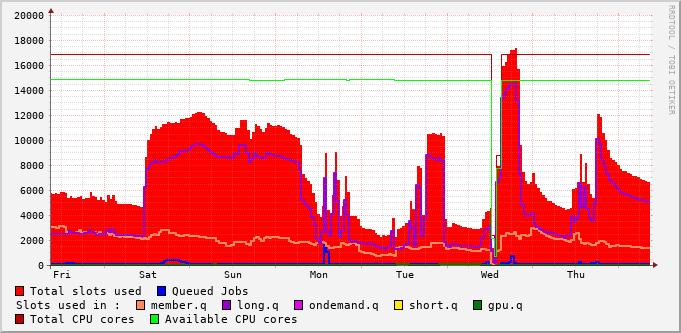 20000
18000
16000
14000
12000
10000
8000
6000
4000
2000
0
Fri Sat Sun Mon Tue Wed Thu
RRDTOOL / TOBI OETIKER
Total slots used Queued Jobs
Slots used in : member.q long.q ondemand.q short.q gpu.q
Total CPU cores Available CPU cores